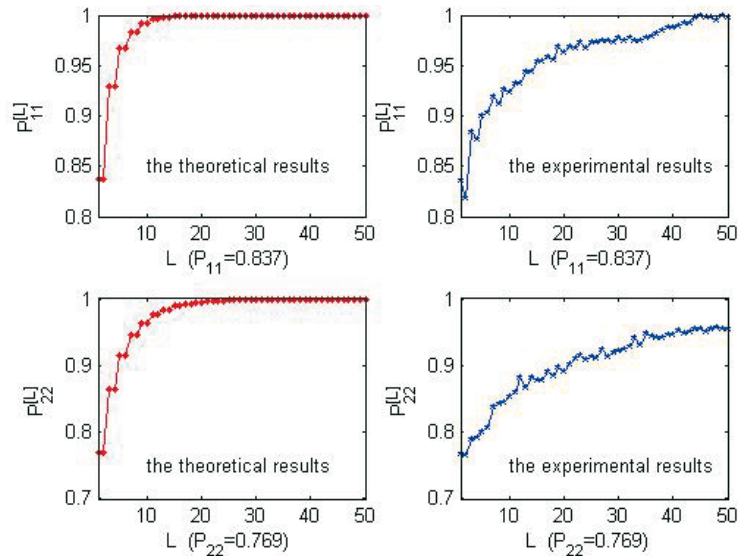 1
0.95
0.9
0.85
0.8
P[L]11
the theoretical results
10 20 30 40 50
L (P11=0.837)
1
0.95
0.9
0.85
0.8
P[L]11
the experimental results
10 20 30 40 50
L (P11=0.837)
1
0.9
0.8
0.7
P[L]22
the theoretical results
10 20 30 40 50
L (P22=0.769)
1
0.9
0.8
0.7
P[L]22
the experimental results
10 20 30 40 50
L (P22=0.769)